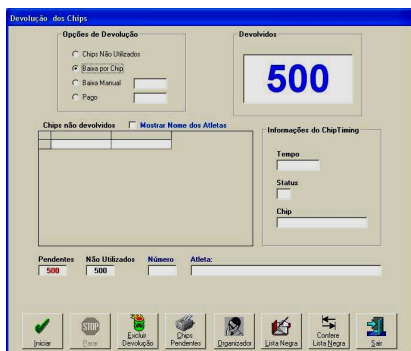 Devolução dos Chips
Opções de Devolução
Chips Não Utilizados
Baixa por Chip
Baixa Manual
Pago
Devolvidos
500
Chips não devolvidos
Mostrar Nome dos Atletas
Informações do ChipTiming
Tempo
Status
Chip
Pendentes Não Utilizados Número Atleta:
500 500
Iniciar
STOP
Parar
Excluir Devolução
Chips Pendentes
Organizador
Lista Negra
Confere Lista Negra
Sair